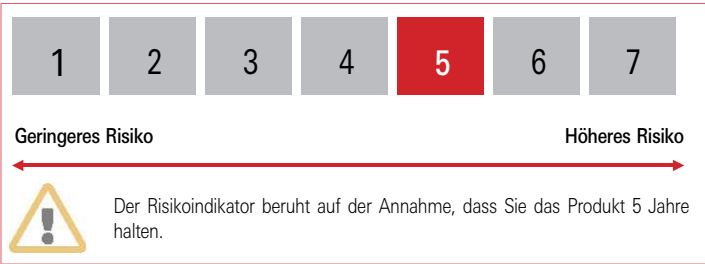 1 2 3 4 5 6 7
Geringeres Risiko Höheres Risiko
Der Risikoindikator beruht auf der Annahme, dass Sie das Produkt 5 Jahre
halten.